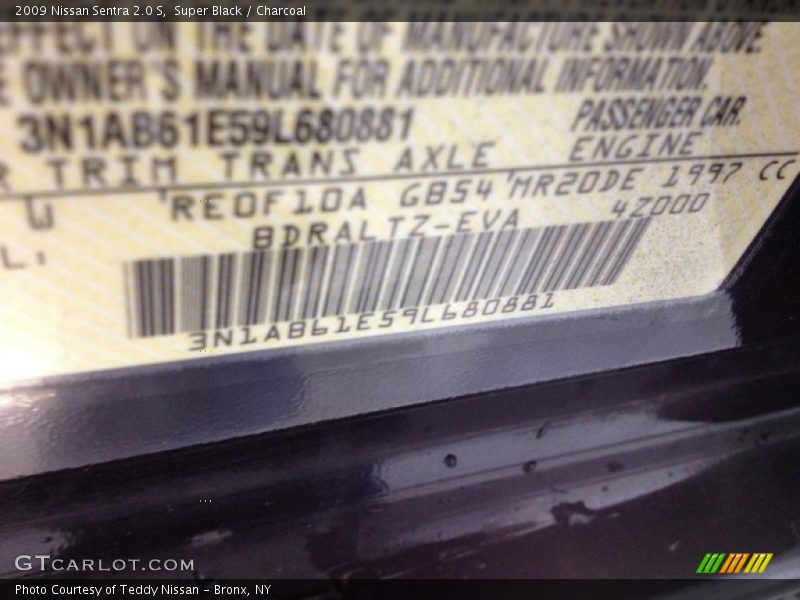 2009 Nissan Sentra 2.0 S, Super Black / Charcoal
EFFECT ON THE DATE OF MANUFACTURE SHOWN ABOVE
OWNER'S MANUAL FOR ADDITIONAL INFORMATION.
3N1AB61E59L680881 PASSENGER CAR.
R TRIM TRANS AXLE ENGINE
U 'RE0F10A GB54 'MR20DE 1997 CC
BDRALTZ-EVA 4Z000
L:
3N1AB61E59L680881
GTCARLOT.COM
Photo Courtesy of Teddy Nissan - Bronx, NY